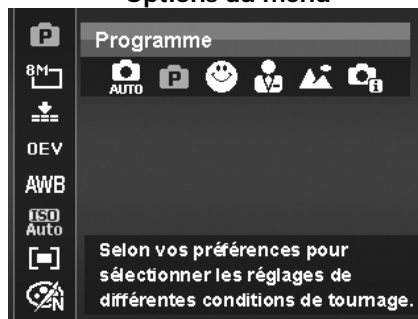 Options du menu
P Programme
8M AUTO P
0EV
AWB
ISO
Auto
N
Selon vos préférences pour
sélectionner les réglages de
différentes conditions de tournage.